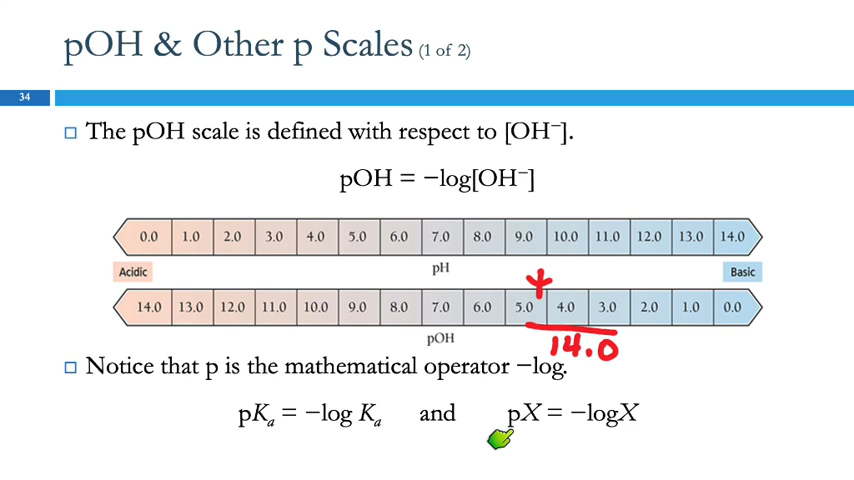 pOH & Other p Scales (1 of 2)
34
The pOH scale is defined with respect to [OH⁻].
pOH = −log[OH⁻]
0.0 1.0 2.0 3.0 4.0 5.0 6.0 7.0 8.0 9.0 10.0 11.0 12.0 13.0 14.0
Acidic pH Basic
14.0 13.0 12.0 11.0 10.0 9.0 8.0 7.0 6.0 5.0 4.0 3.0 2.0 1.0 0.0
pOH
14.0
Notice that p is the mathematical operator −log.
pKₐ = −log Kₐ and pX = −logX